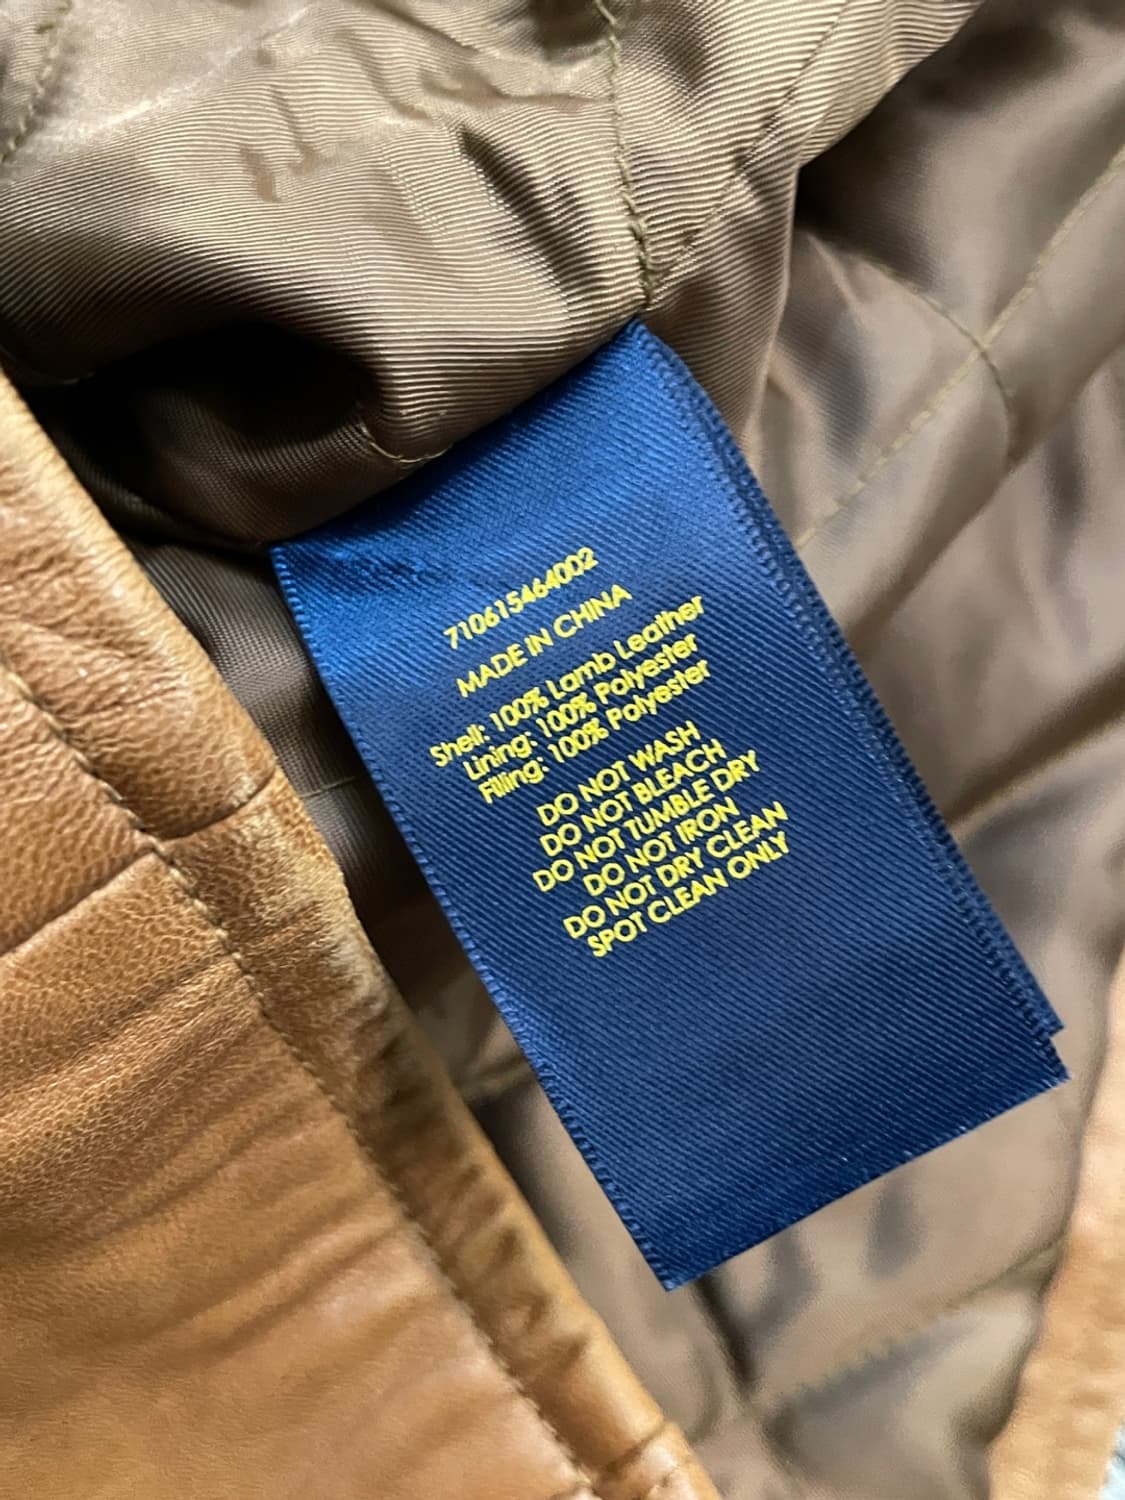 710615464002
MADE IN CHINA
Shell: 100% Lamb Leather
Lining: 100% Polyester
Filling: 100% Polyester
DO NOT WASH
DO NOT BLEACH
DO NOT TUMBLE DRY
DO NOT IRON
DO NOT DRY CLEAN
SPOT CLEAN ONLY